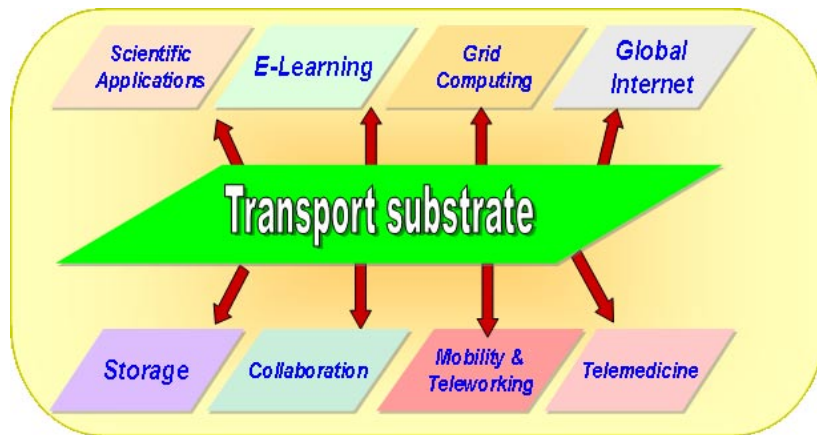 Scientific
Applications
E-Learning
Grid
Computing
Global
Internet
Transport substrate
Storage
Collaboration
Mobility &
Teleworking
Telemedicine